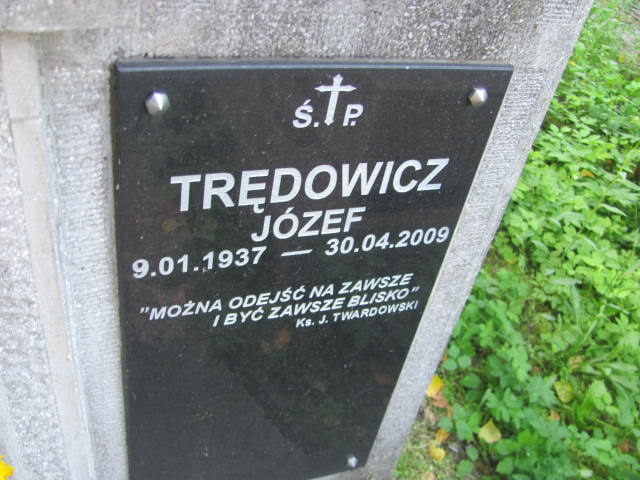 Ś. P.
TRĘDOWICZ
JÓZEF
9.01.1937 — 30.04.2009
"MOŻNA ODEJŚĆ NA ZAWSZE
I BYĆ ZAWSZE BLISKO"
Ks. J. TWARDOWSKI